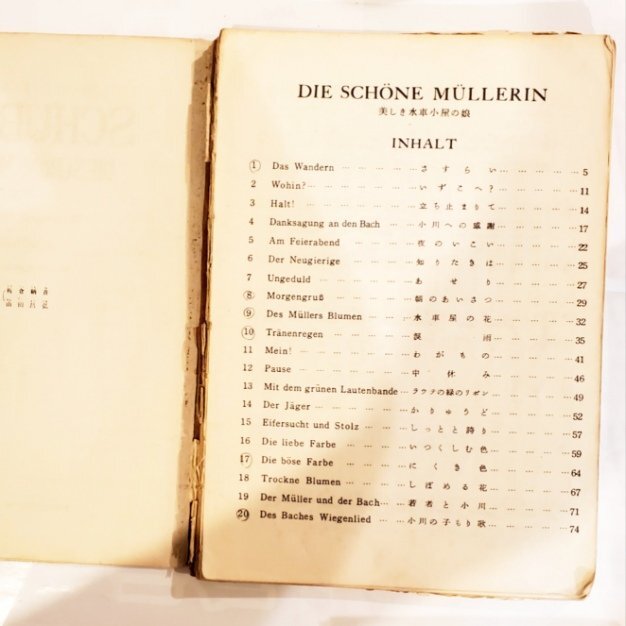 DIE SCHÖNE MÜLLERIN
美しき水車小屋の娘
INHALT
1 Das Wandern さすらい 5
2 Wohin? いずこへ? 11
3 Halt! 立ち止まりて 14
4 Danksagung an den Bach 小川への感謝 17
5 Am Feierabend 夜のいこい 22
6 Der Neugierige 知りたきは 25
7 Ungeduld あせり 27
8 Morgengruß 朝のあいさつ 29
9 Des Müllers Blumen 水車屋の花 32
10 Tränenregen 涙雨 35
11 Mein! わがもの 41
12 Pause 中休み 46
13 Mit dem grünen Lautenbande ラウテの緑のリボン 49
14 Der Jäger かりゅうど 52
15 Eifersucht und Stolz しっとと誇り 57
16 Die liebe Farbe いつくしむ色 59
17 Die böse Farbe にくき色 64
18 Trockne Blumen しぼめる花 67
19 Der Müller und der Bach 若者と小川 71
20 Des Baches Wiegenlied 小川の子もり歌 74